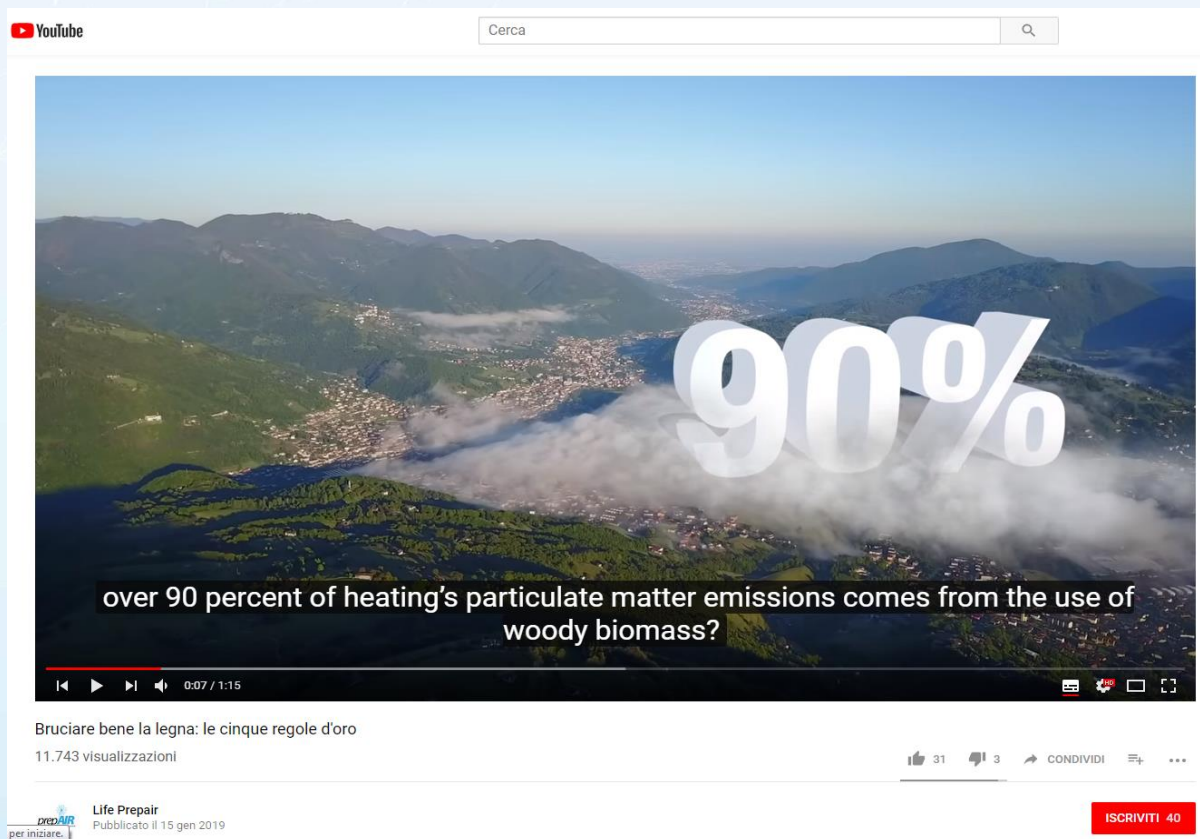 YouTube
Cerca
90%
over 90 percent of heating’s particulate matter emissions comes from the use of
woody biomass?
0:07 / 1:15
HD
Bruciare bene la legna: le cinque regole d'oro
11.743 visualizzazioni
31
3
CONDIVIDI
prepAIR
Life Prepair
Pubblicato il 15 gen 2019
ISCRIVITI 40
per iniziare.